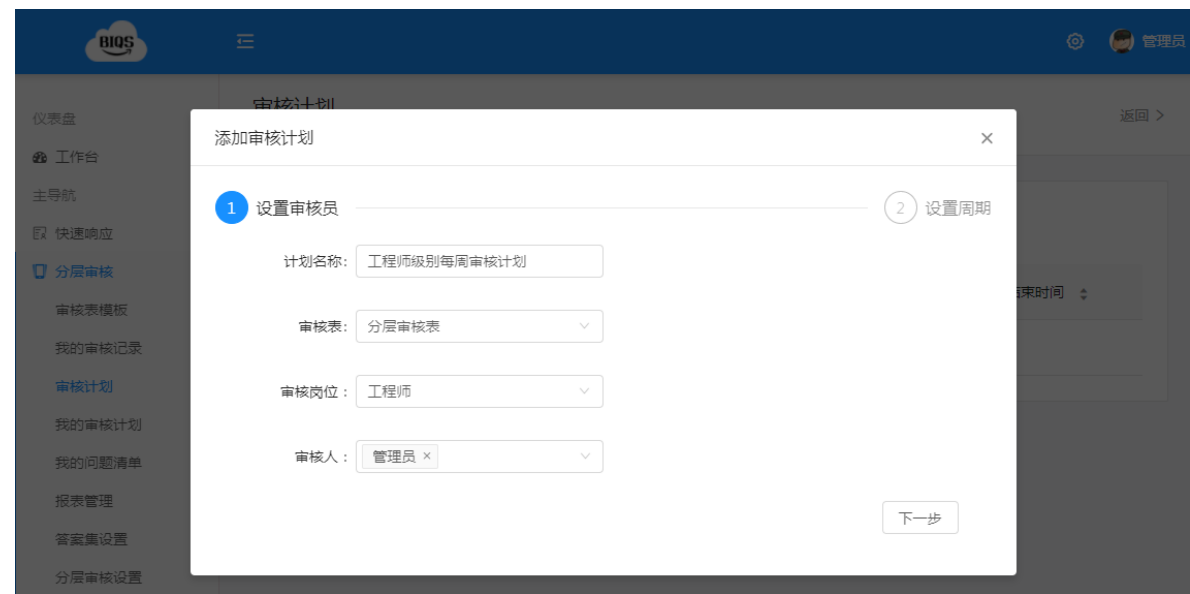 BIQS
管理员
仪表盘
工作台
主导航
快速响应
分层审核
审核表模板
我的审核记录
审核计划
我的审核计划
我的问题清单
报表管理
答案集设置
分层审核设置
审核计划
返回 >
束时间
添加审核计划
×
1 设置审核员
2 设置周期
计划名称: 工程师级别每周审核计划
审核表: 分层审核表
审核岗位： 工程师
审核人： 管理员 ×
下一步